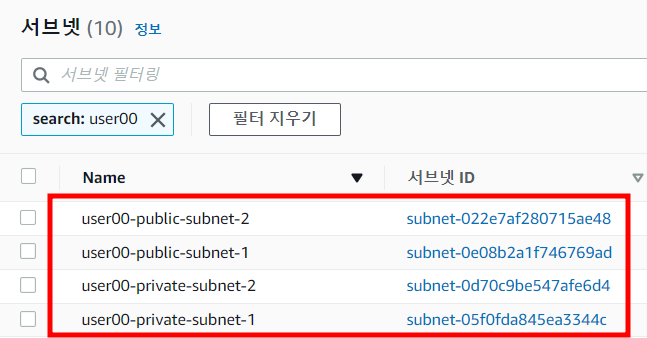 서브넷 (10) 정보
서브넷 필터링
search: user00 필터 지우기
Name 서브넷 ID
user00-public-subnet-2 subnet-022e7af280715ae48
user00-public-subnet-1 subnet-0e08b2a1f746769ad
user00-private-subnet-2 subnet-0d70c9be547afe6d4
user00-private-subnet-1 subnet-05f0fda845ea3344c